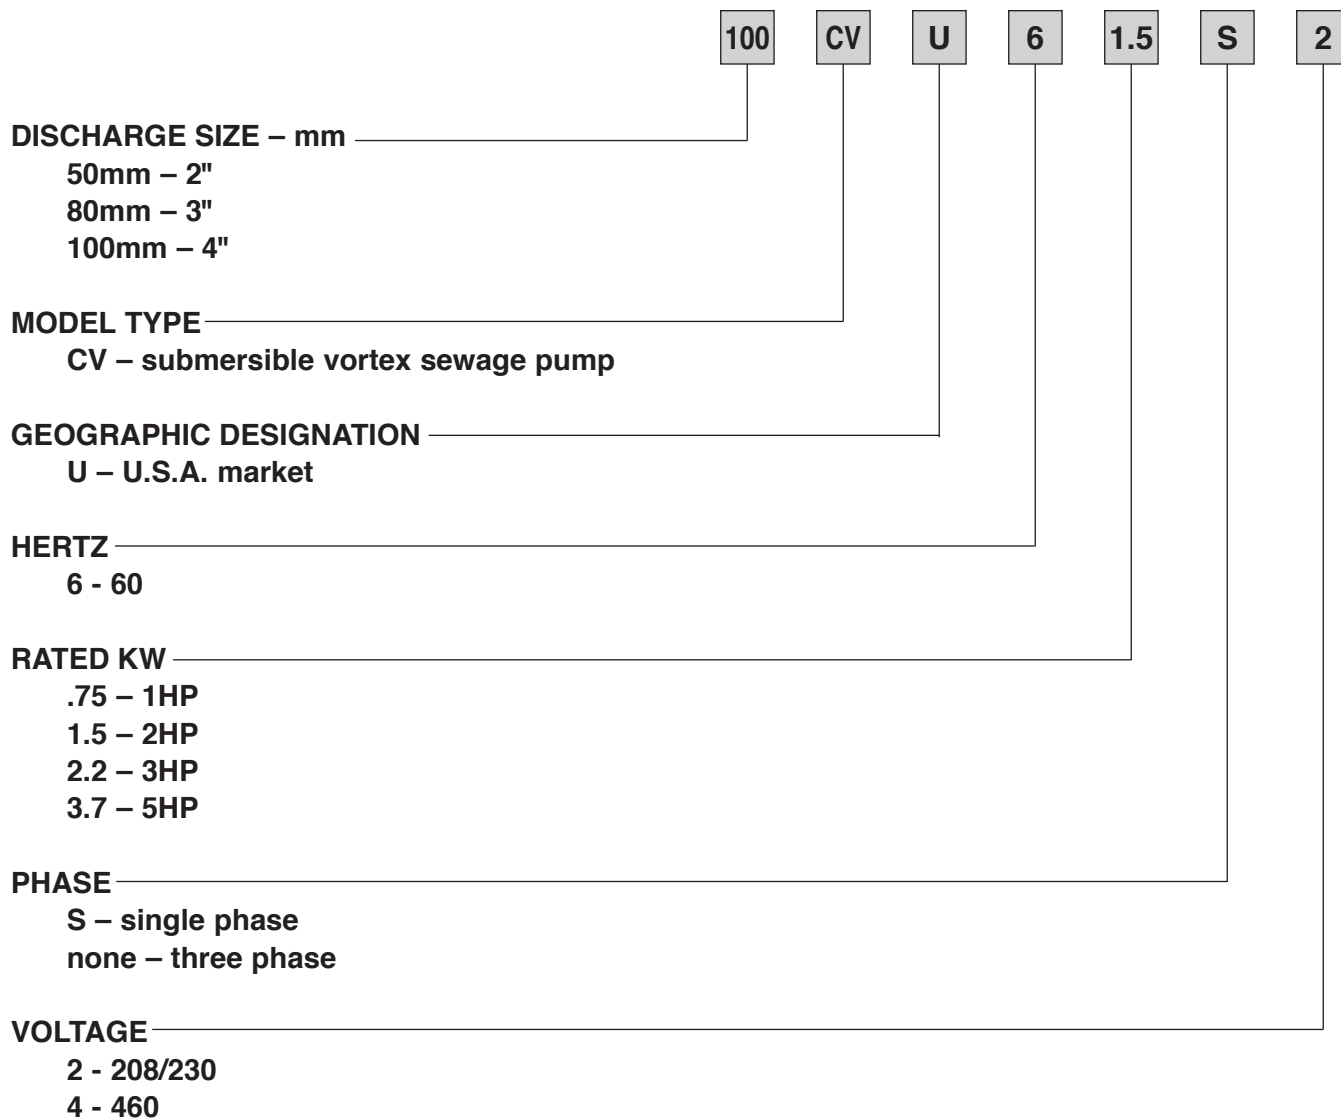 100 CV U 6 1.5 S 2
DISCHARGE SIZE – mm
50mm – 2"
80mm – 3"
100mm – 4"
MODEL TYPE
CV – submersible vortex sewage pump
GEOGRAPHIC DESIGNATION
U – U.S.A. market
HERTZ
6 - 60
RATED KW
.75 – 1HP
1.5 – 2HP
2.2 – 3HP
3.7 – 5HP
PHASE
S – single phase
none – three phase
VOLTAGE
2 - 208/230
4 - 460